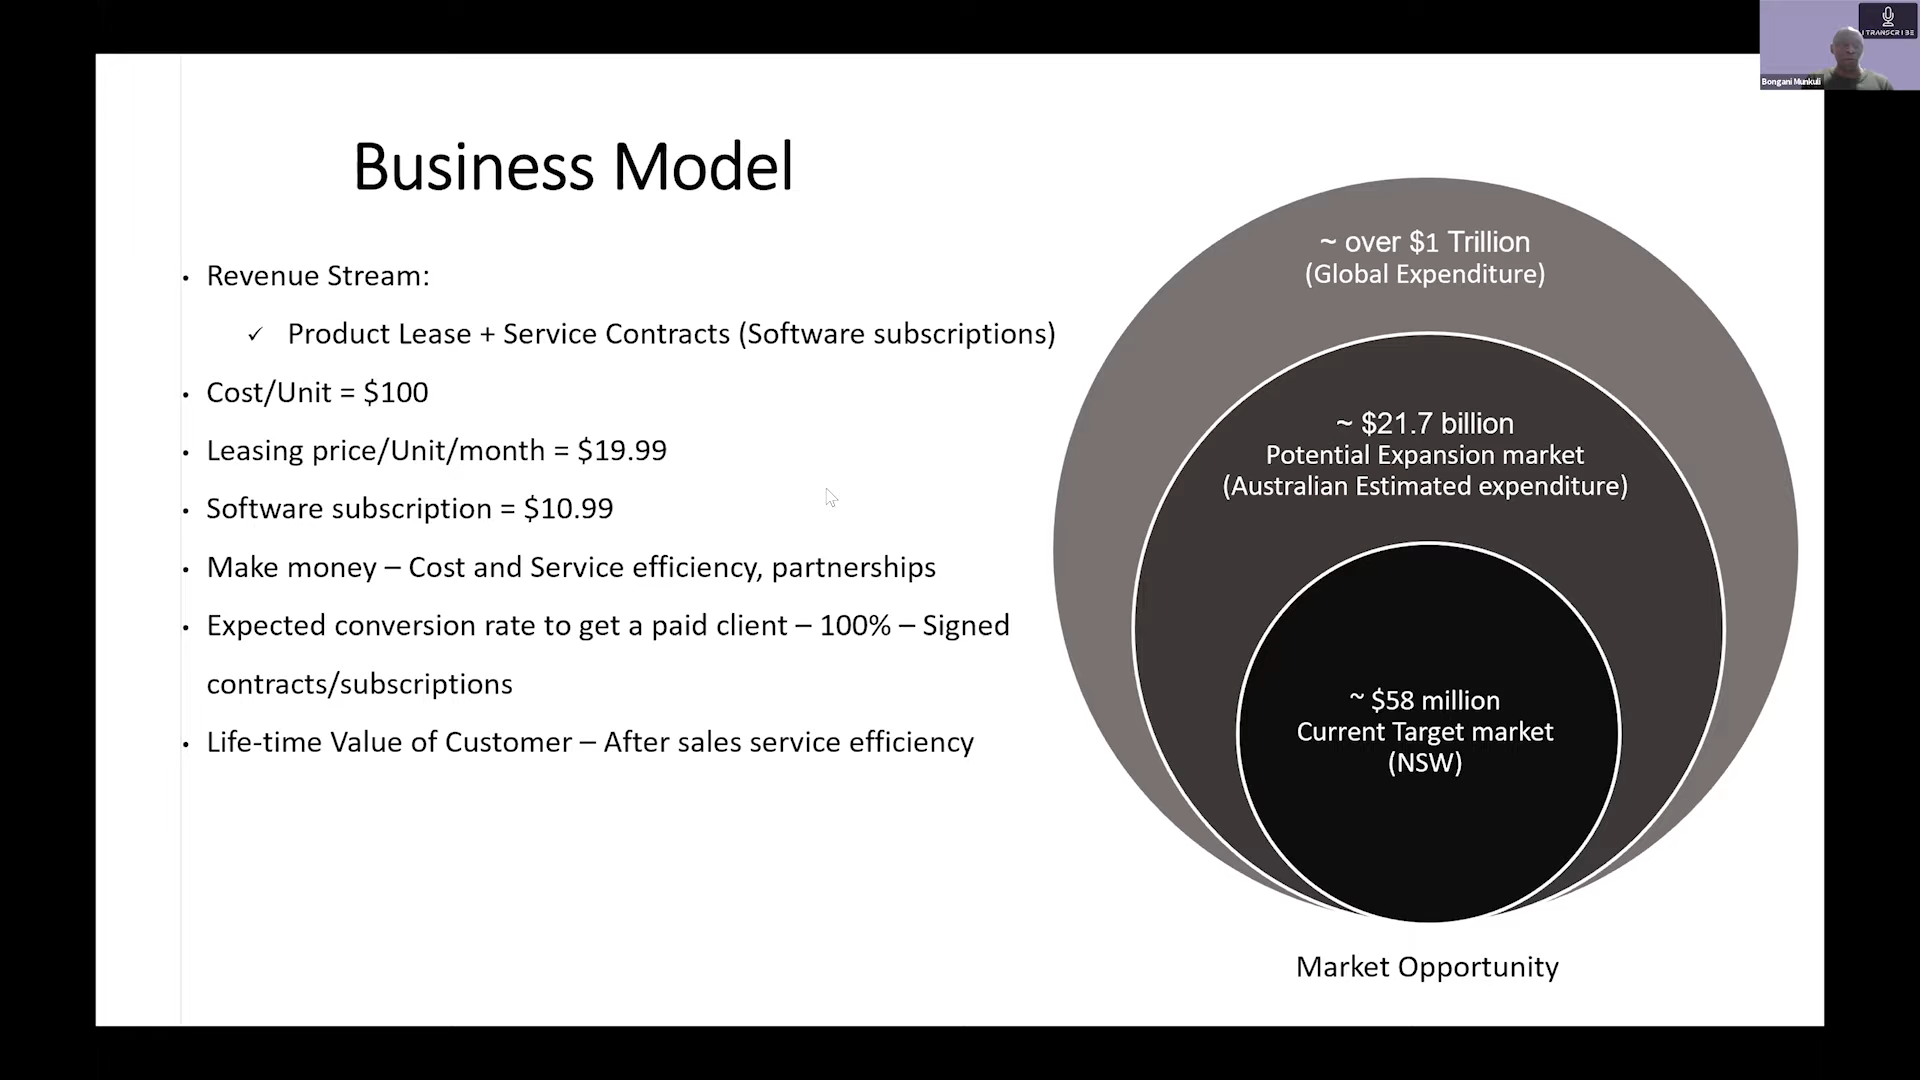 Business Model
• Revenue Stream:
✓ Product Lease + Service Contracts (Software subscriptions)
• Cost/Unit = $100
• Leasing price/Unit/month = $19.99
• Software subscription = $10.99
• Make money – Cost and Service efficiency, partnerships
• Expected conversion rate to get a paid client – 100% – Signed
contracts/subscriptions
• Life-time Value of Customer – After sales service efficiency
~ over $1 Trillion
(Global Expenditure)
~ $21.7 billion
Potential Expansion market
(Australian Estimated expenditure)
~ $58 million
Current Target market
(NSW)
Market Opportunity
TRANSCRIBE
Bongani Munkuli